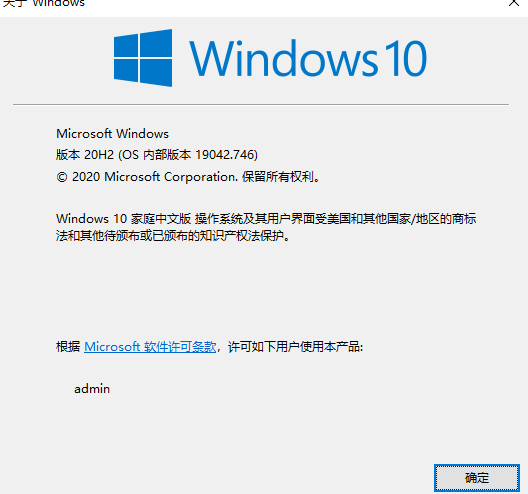 关于 Windows
Windows 10
Microsoft Windows
版本 20H2 (OS 内部版本 19042.746)
© 2020 Microsoft Corporation. 保留所有权利。
Windows 10 家庭中文版 操作系统及其用户界面受美国和其他国家/地区的商标
法和其他待颁布或已颁布的知识产权法保护。
根据 Microsoft 软件许可条款，许可如下用户使用本产品:
admin
确定